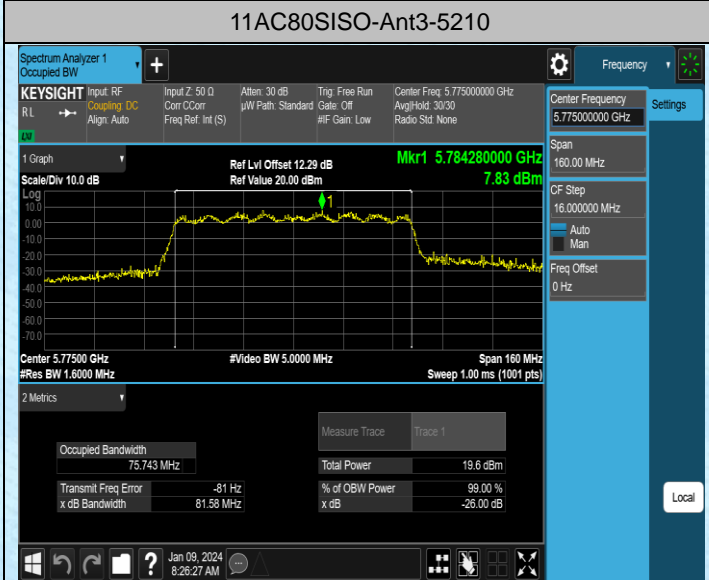 11AC80SISO-Ant3-5210
Spectrum Analyzer 1
Occupied BW
Frequency
KEYSIGHT
RL
LXI
Input: RF
Coupling: DC
Align: Auto
Input Z: 50 Ω
Corr CCorr
Freq Ref: Int (S)
Atten: 30 dB
µW Path: Standard
Trig: Free Run
Gate: Off
#IF Gain: Low
Center Freq: 5.775000000 GHz
Avg|Hold: 30/30
Radio Std: None
Center Frequency
5.775000000 GHz
Settings
Span
160.00 MHz
CF Step
16.000000 MHz
Auto
Man
Freq Offset
0 Hz
1 Graph
Scale/Div 10.0 dB
Ref Lvl Offset 12.29 dB
Ref Value 20.00 dBm
Mkr1 5.784280000 GHz
7.83 dBm
Log
10.0
0.00
-10.0
-20.0
-30.0
-40.0
-50.0
-60.0
-70.0
1
Center 5.77500 GHz
#Res BW 1.6000 MHz
#Video BW 5.0000 MHz
Span 160 MHz
Sweep 1.00 ms (1001 pts)
2 Metrics
Measure Trace Trace 1
Occupied Bandwidth
75.743 MHz
Total Power 19.6 dBm
Transmit Freq Error -81 Hz
% of OBW Power 99.00 %
x dB Bandwidth 81.58 MHz
x dB -26.00 dB
Local
?
Jan 09, 2024
8:26:27 AM